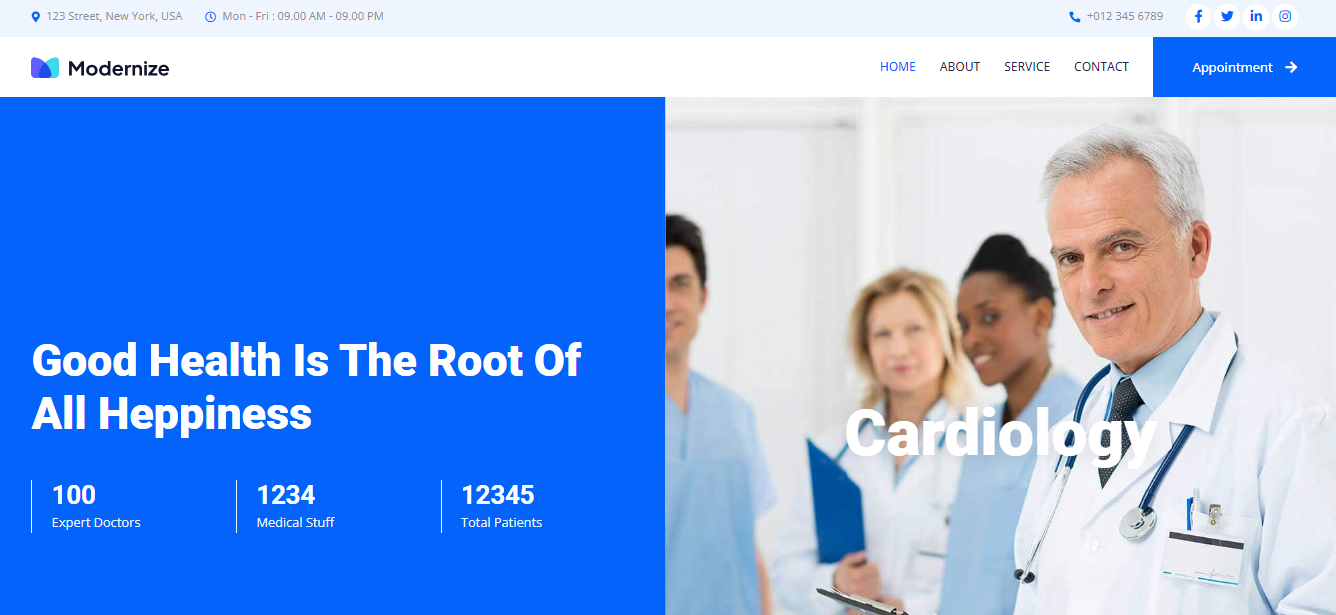 123 Street, New York, USA
Mon - Fri : 09.00 AM - 09.00 PM
+012 345 6789
Modernize
HOME
ABOUT
SERVICE
CONTACT
Appointment
Good Health Is The Root Of
All Heppiness
100
Expert Doctors
1234
Medical Stuff
12345
Total Patients
Cardiology